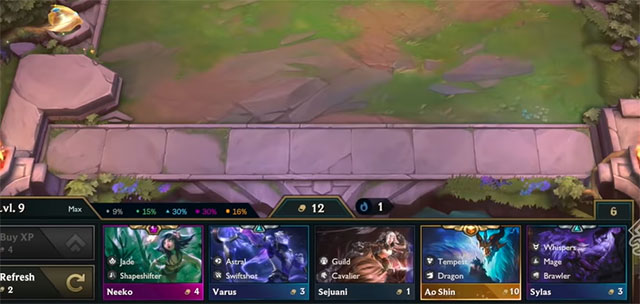 Lvl. 9 Max 9% 15% 30% 30% 16% 12 1 6
Buy XP
4
Refresh
2
Jade
Shapeshifter
Neeko 4
Astral
Swiftshot
Varus 3
Guild
Cavalier
Sejuani 1
Tempest
Dragon
Ao Shin 10
Whispers
Mage
Bruiser
Sylas 3